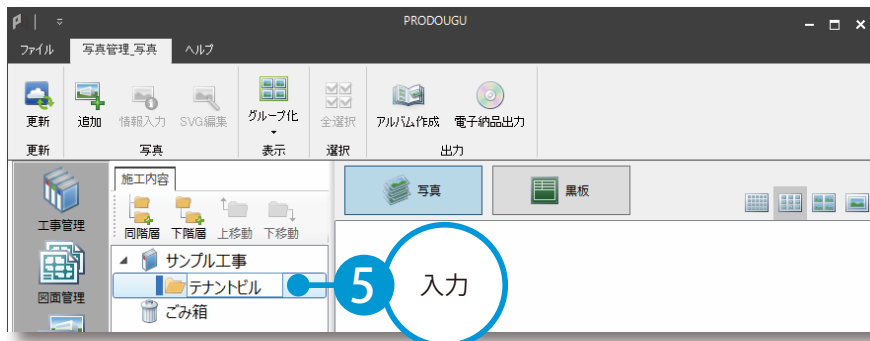 PRODOUGU
ファイル 写真管理_写真 ヘルプ
更新 追加 情報入力 SVG編集 グループ化 全選択 アルバム作成 電子納品出力
更新 写真 表示 選択 出力
施工内容
工事管理
図面管理
同階層 下階層 上移動 下移動
サンプル工事
テナントビル
ごみ箱
写真 黒板
5 入力